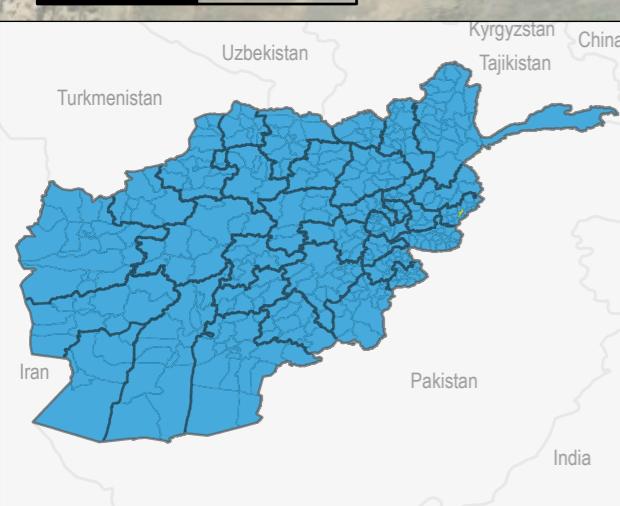 Kyrgyzstan
China
Uzbekistan
Tajikistan
Turkmenistan
Iran
Pakistan
India